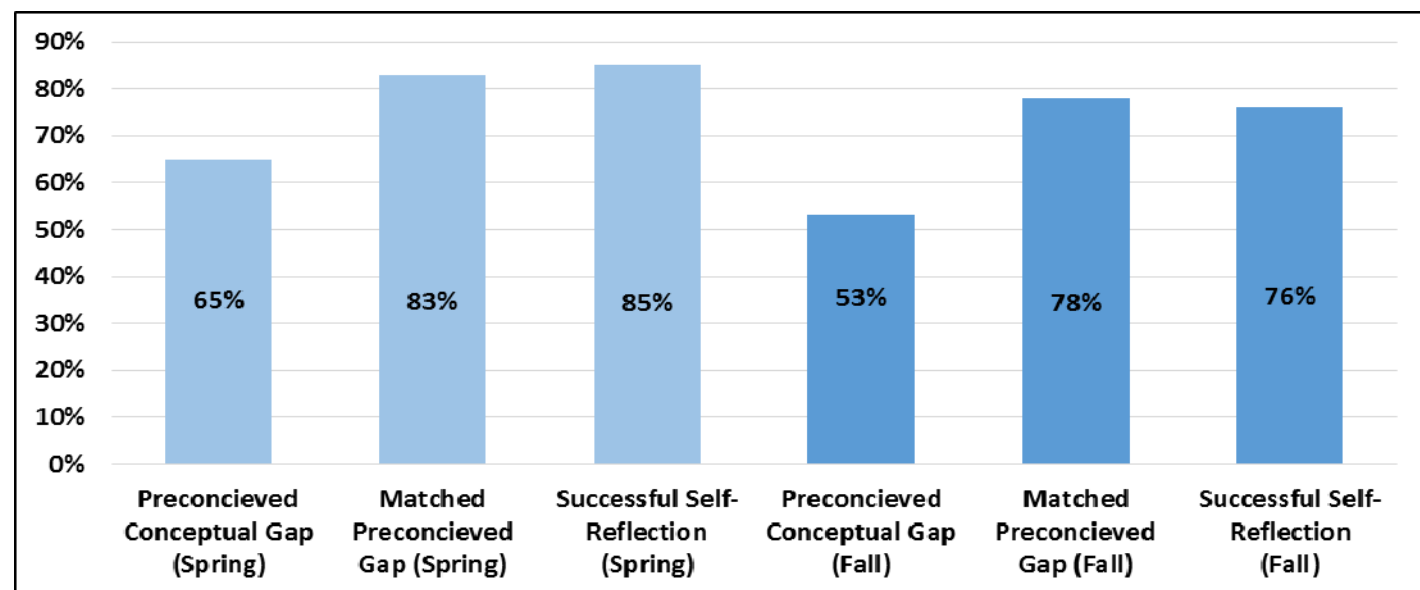 90%
80%
70%
60%
50%
40%
30%
20%
10%
0%
65%
83%
85%
53%
78%
76%
Preconcieved
Conceptual Gap
(Spring)
Matched
Preconcieved
Gap (Spring)
Successful Self-
Reflection
(Spring)
Preconcieved
Conceptual Gap
(Fall)
Matched
Preconcieved
Gap (Fall)
Successful Self-
Reflection
(Fall)